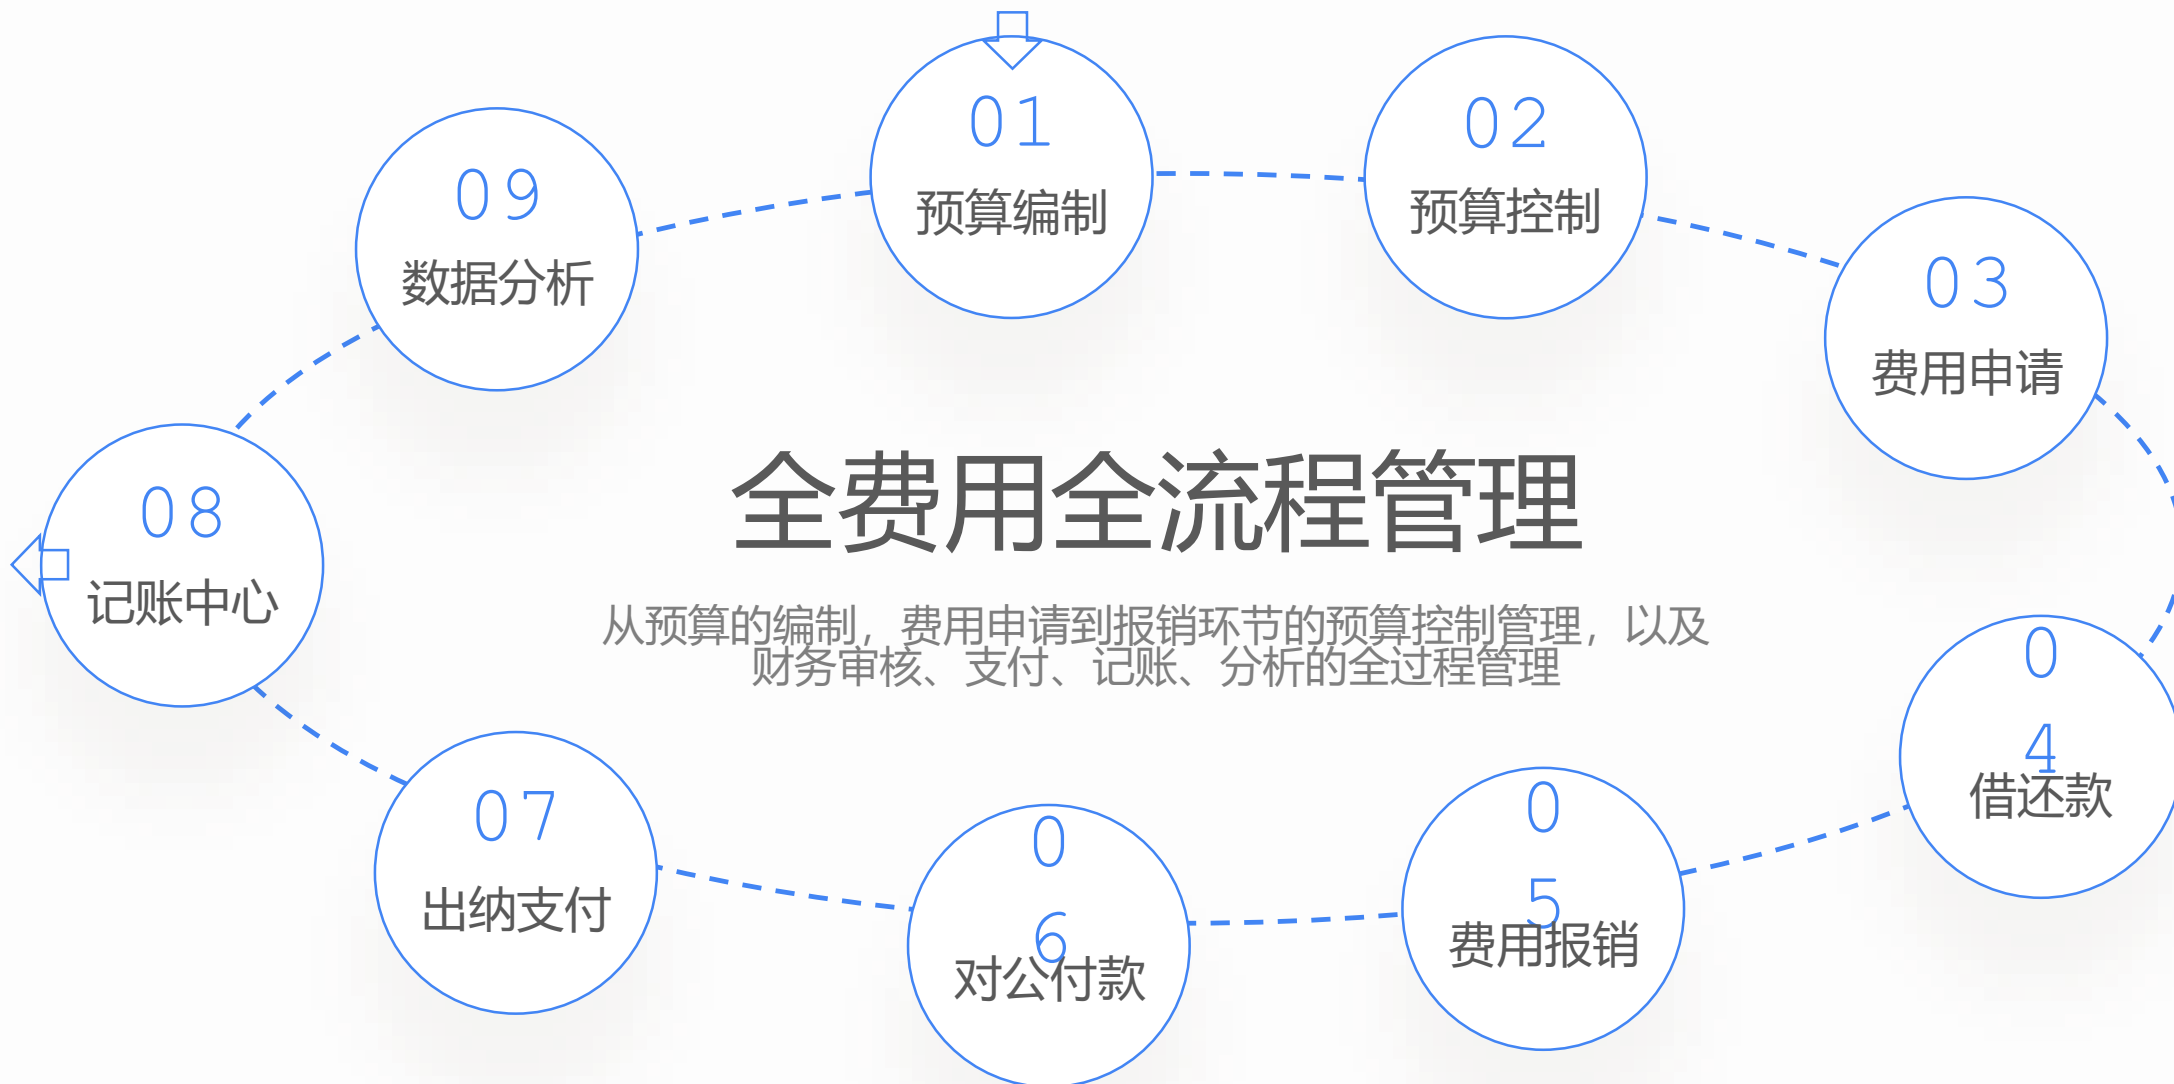 01
预算编制
02
预算控制
03
费用申请
0
4
借还款
0
5
费用报销
0
6
对公付款
07
出纳支付
08
记账中心
09
数据分析
全费用全流程管理
从预算的编制，费用申请到报销环节的预算控制管理，以及
财务审核、支付、记账、分析的全过程管理